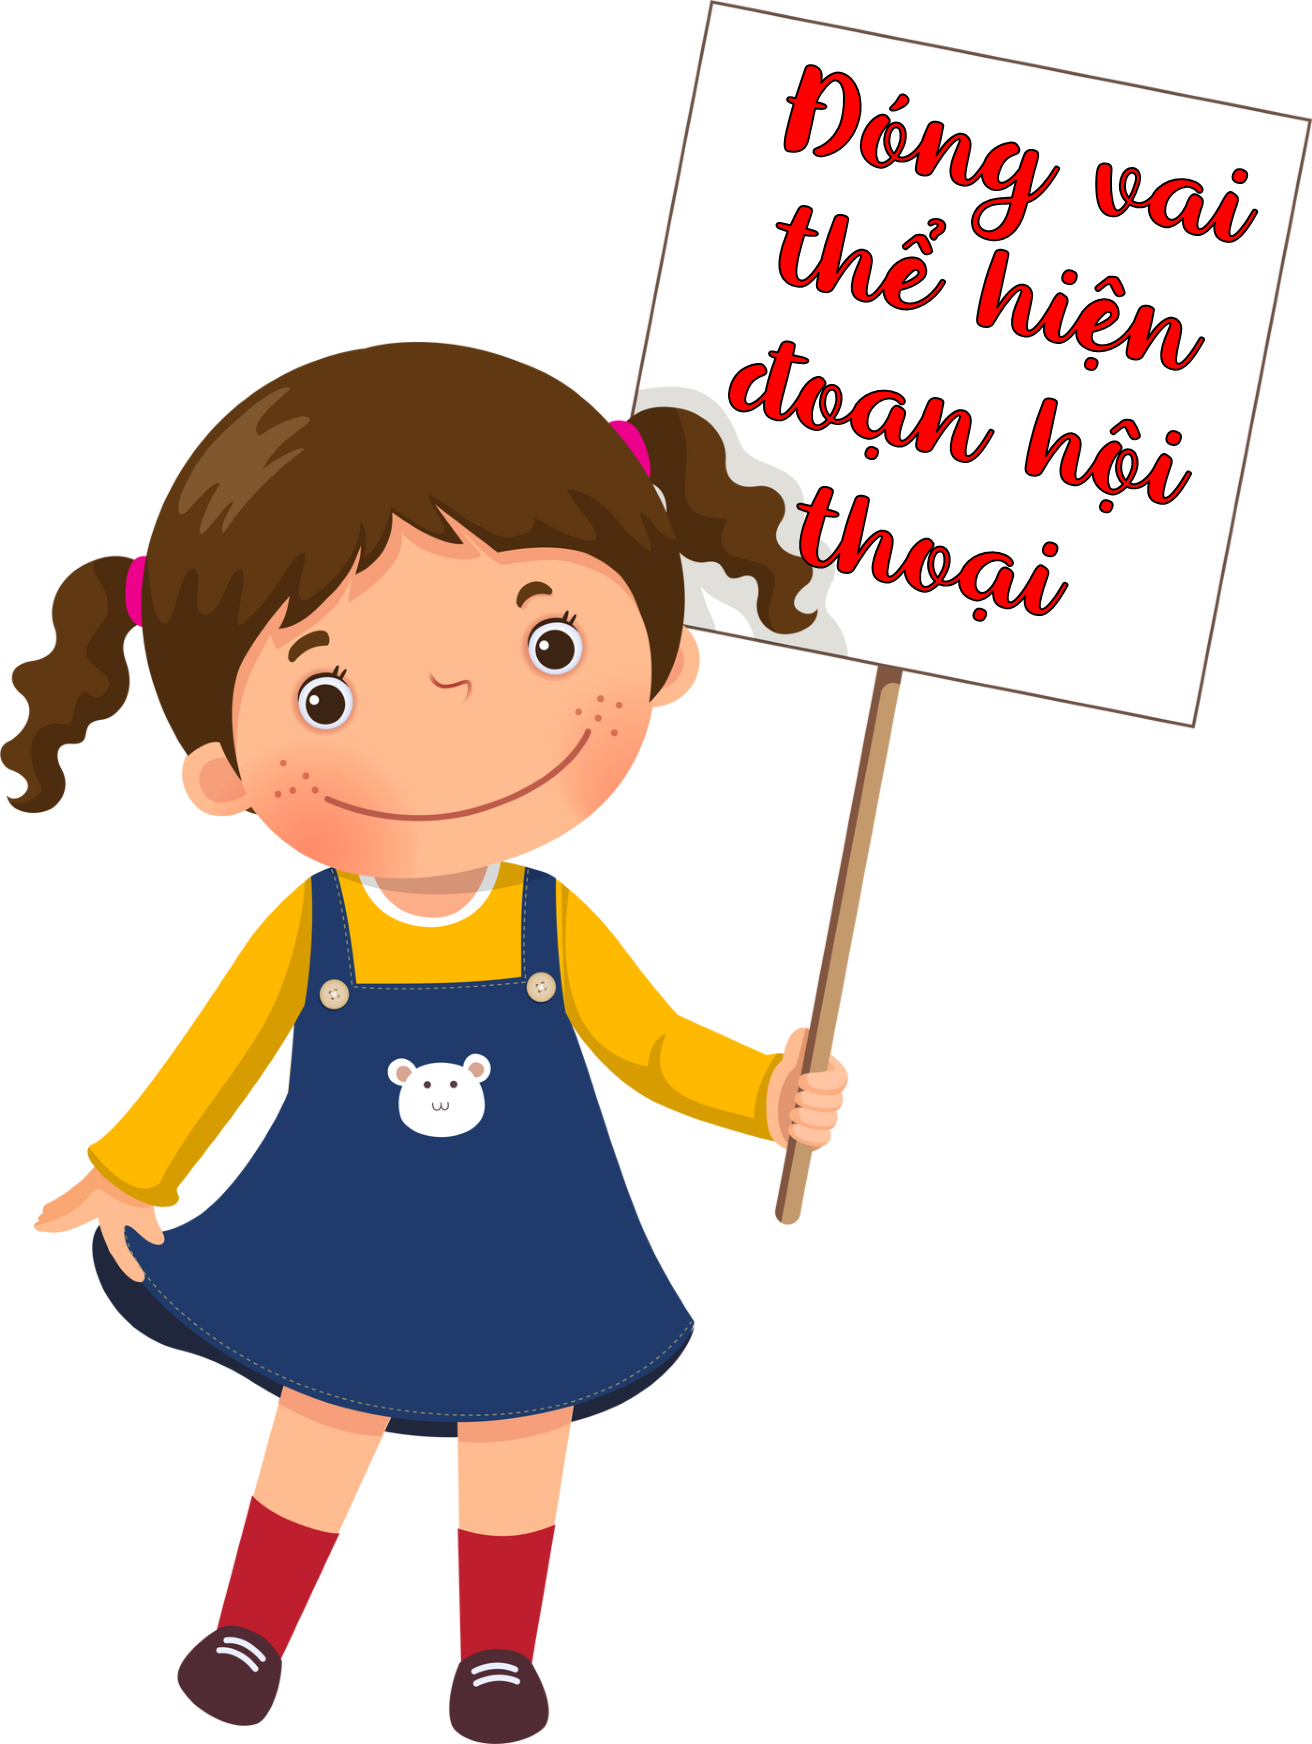 Đóng vai
thể hiện
đoạn hội
thoại